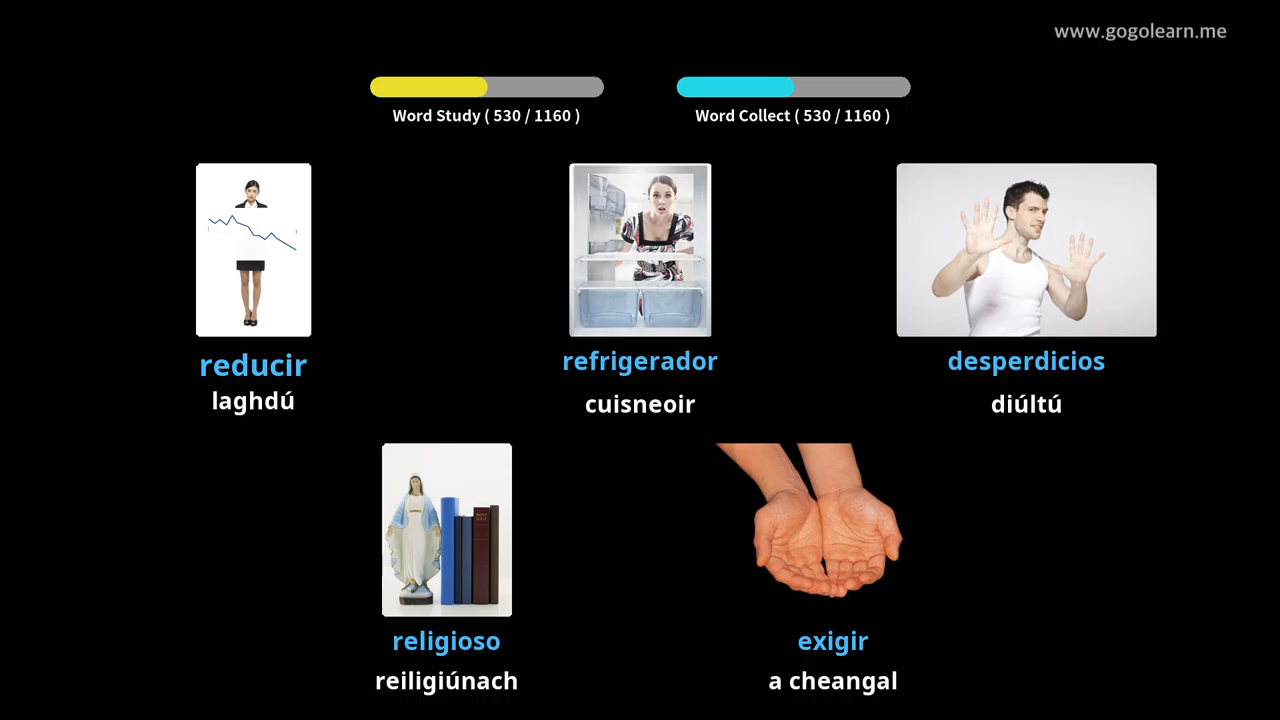 www.gogolearn.me
Word Study ( 530 / 1160 )
Word Collect ( 530 / 1160 )
reducir
laghdú
refrigerador
cuisneoir
desperdicios
diúltú
religioso
reiligiúnach
exigir
a cheangal